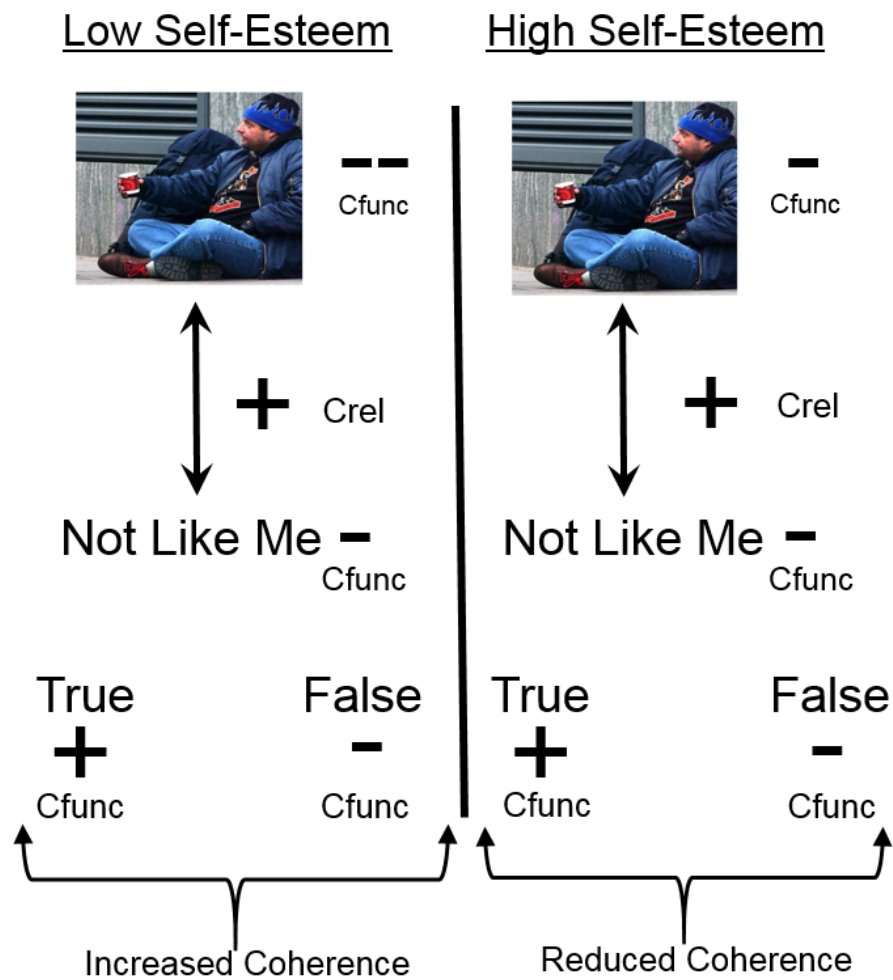 Low Self-Esteem
High Self-Esteem
--
Cfunc
-
Cfunc
+ Crel
+ Crel
Not Like Me -
Cfunc
Not Like Me -
Cfunc
True
False
True
False
+
-
+
-
Cfunc
Cfunc
Cfunc
Cfunc
Increased Coherence
Reduced Coherence